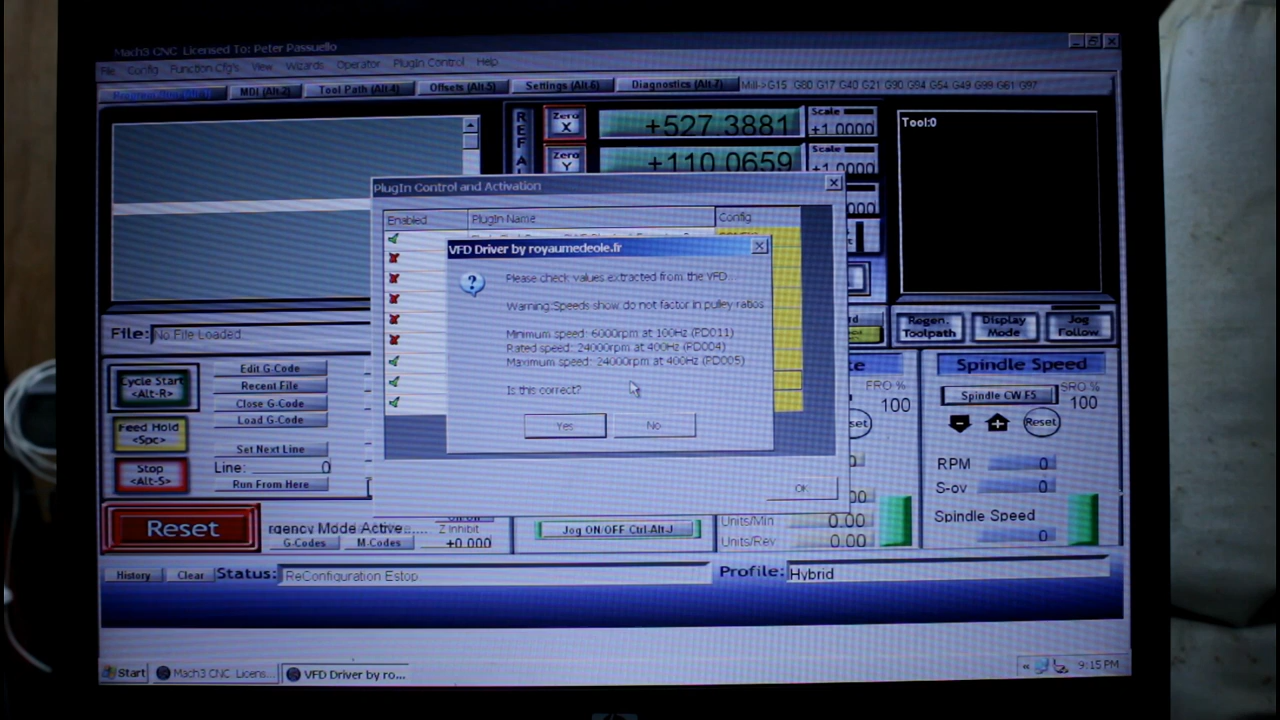 Mach3 CNC Licensed To: Peter Passuello
File Config Function Cfg's View Wizards Operator PlugIn Control Help
MDI (Alt-2) Tool Path (Alt-4) Offsets (Alt-5) Settings (Alt-6) Diagnostics (Alt-7) Mill->G15 G80 G17 G40 G21 G90 G94 G54 G49 G99 G61 G97
REF A
Zero X
+527.3881
Scale
+1.0000
Tool:0
Zero Y
+110.0659
Scale
+1.0000
PlugIn Control and Activation
Enabled PlugIn Name Config
VFD Driver by royaumedeole.fr
Please check values extracted from the VFD...
Warning:Speeds show do not factor in pulley ratios
Minimum speed: 6000rpm at 100Hz (PD011)
Rated speed: 24000rpm at 400Hz (PD004)
Maximum speed: 24000rpm at 400Hz (PD005)
Is this correct?
Yes No
OK
File: No File Loaded
Regen. Toolpath
Display Mode
Jog Follow
Cycle Start
<Alt-R>
Feed Hold
<Spc>
Stop
<Alt-S>
Edit G-Code
Recent File
Close G-Code
Load G-Code
Set Next Line
Line: 0
Run From Here
FRO %
100
Spindle Speed
Spindle CW F5
SRO %
100
Reset
RPM 0
S-ov 0
Spindle Speed
0
Reset
rgency Mode Active.....
G-Codes M-Codes
Z Inhibit
+0.000
Jog ON/OFF Ctrl-Alt-J
Units/Min 0.00
Units/Rev 0.00
History Clear Status: ReConfiguration Estop
Profile: Hybrid
Start Mach3 CNC Licens... VFD Driver by ro... « 9:15 PM